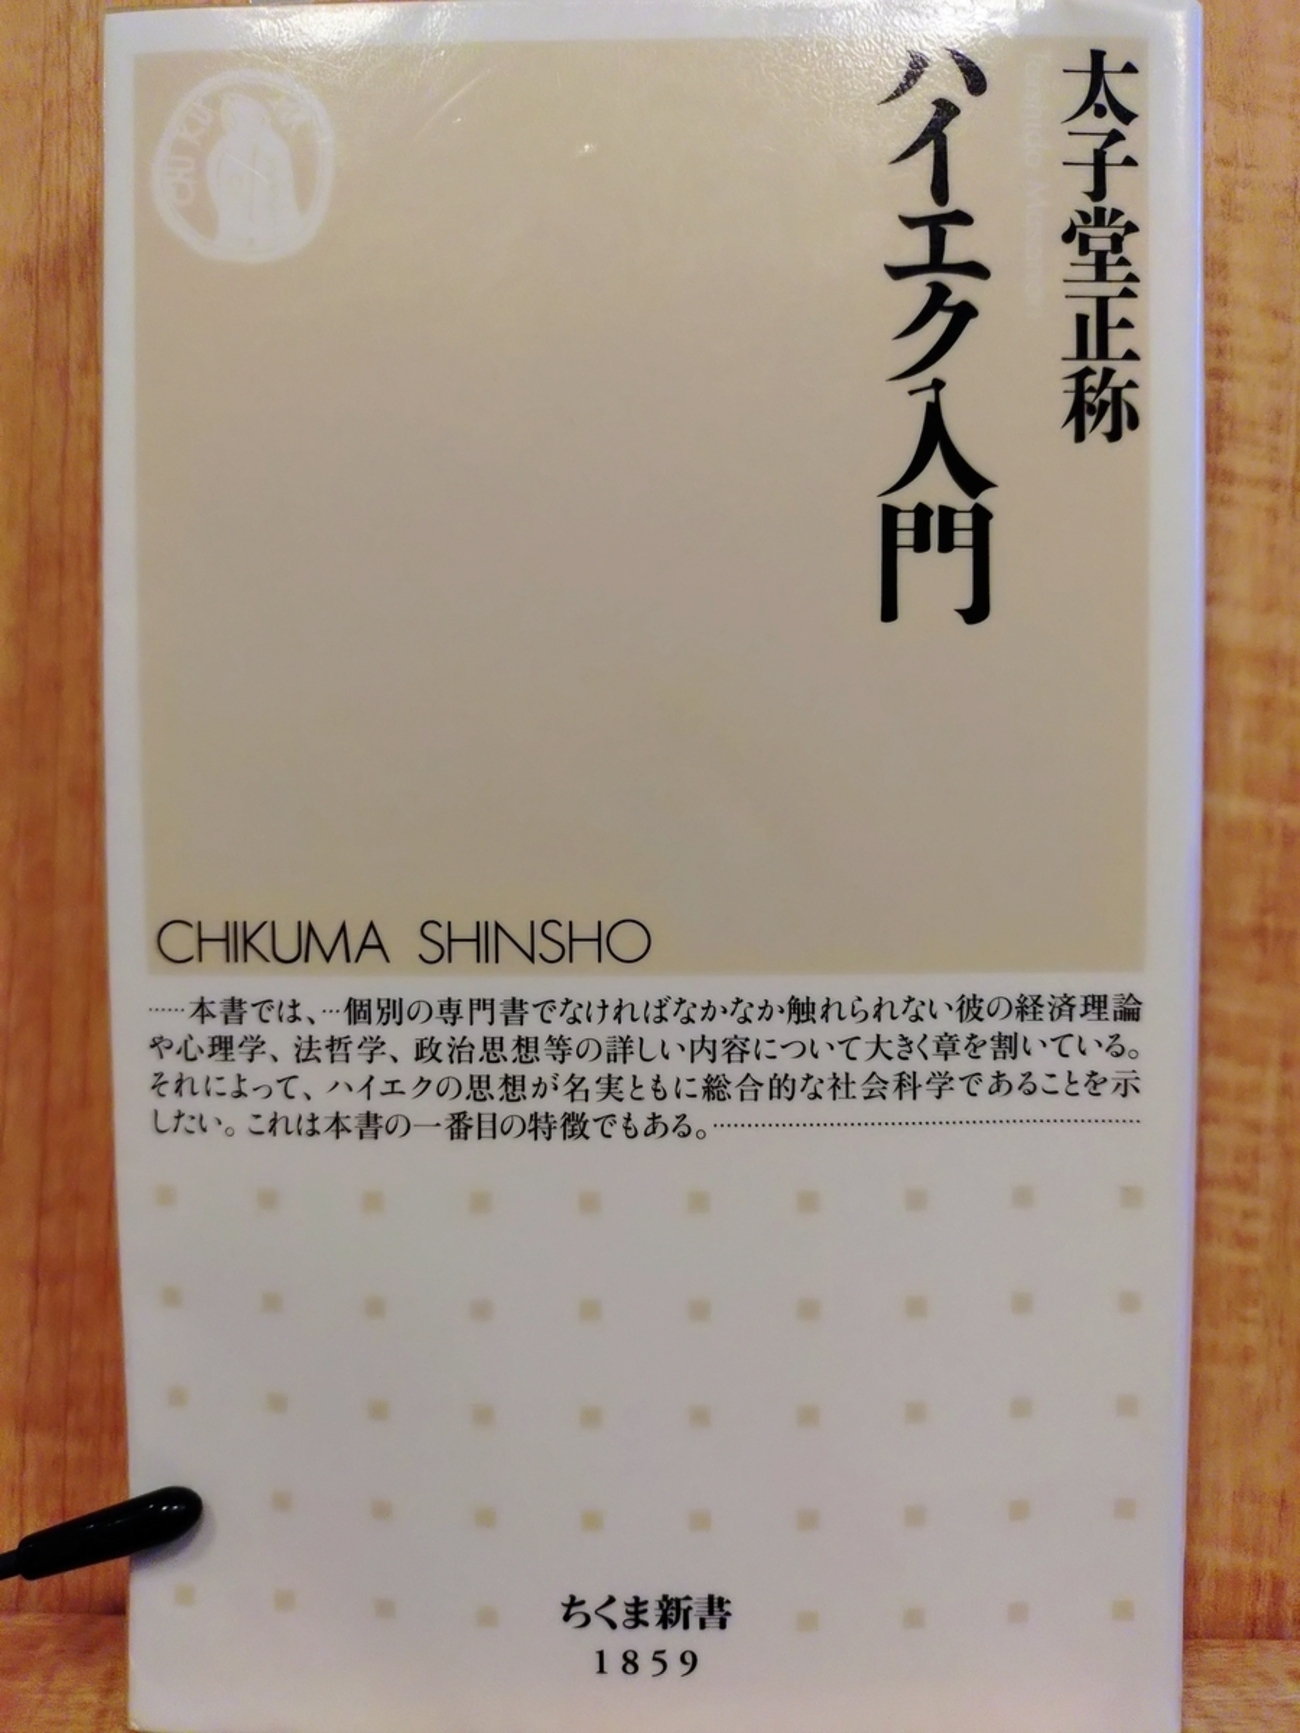 太子堂正称
ハイエク入門
CHIKUMA SHINSHO
……本書では、…個別の専門書でなければなかなか触れられない彼の経済理論
や心理学、法哲学、政治思想等の詳しい内容について大きく章を割いている。
それによって、ハイエクの思想が名実ともに総合的な社会科学であることを示
したい。これは本書の一番目の特徴でもある。……………………………………
ちくま新書
1859